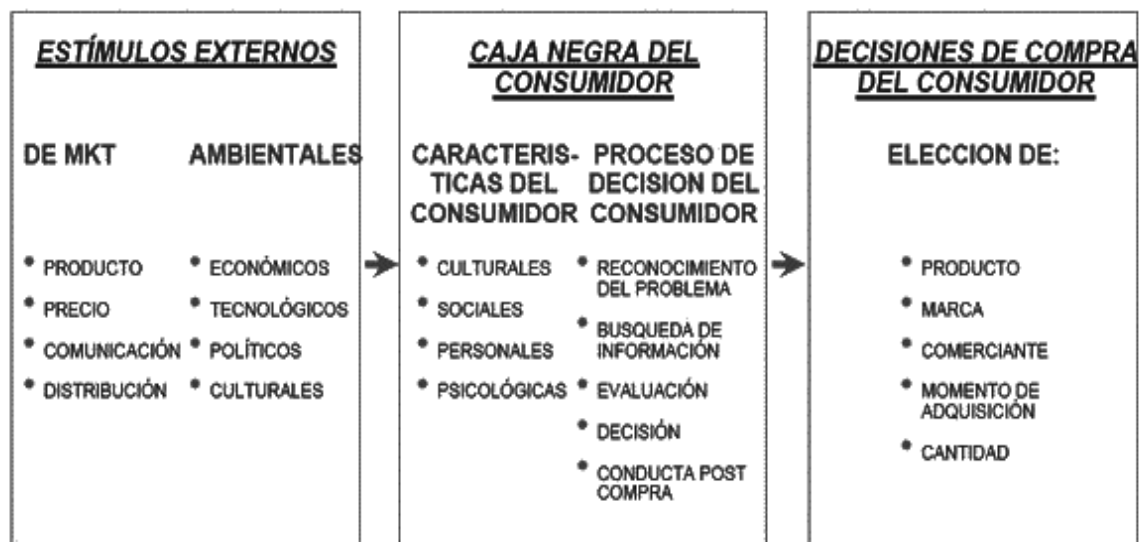 ESTÍMULOS EXTERNOS
DE MKT
• PRODUCTO
• PRECIO
• COMUNICACIÓN
• DISTRIBUCIÓN
AMBIENTALES
• ECONÓMICOS
• TECNOLÓGICOS
• POLÍTICOS
• CULTURALES
CAJA NEGRA DEL
CONSUMIDOR
CARACTERIS-
TICAS DEL
CONSUMIDOR
• CULTURALES
• SOCIALES
• PERSONALES
• PSICOLÓGICAS
PROCESO DE
DECISION DEL
CONSUMIDOR
• RECONOCIMIENTO
DEL PROBLEMA
• BUSQUEDA DE
INFORMACIÓN
• EVALUACIÓN
• DECISIÓN
• CONDUCTA POST
COMPRA
DECISIONES DE COMPRA
DEL CONSUMIDOR
ELECCION DE:
• PRODUCTO
• MARCA
• COMERCIANTE
• MOMENTO DE
ADQUISICIÓN
• CANTIDAD